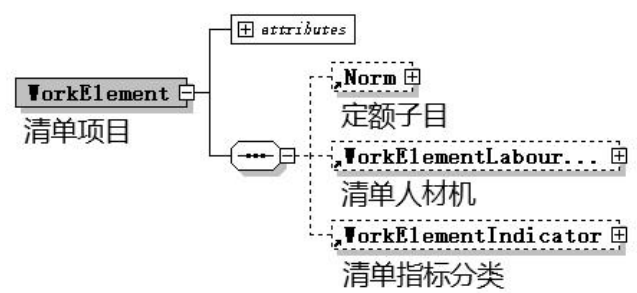 attributes
WorkElement
清单项目
Norm
定额子目
WorkElementLabour...
清单人材机
WorkElementIndicator
清单指标分类